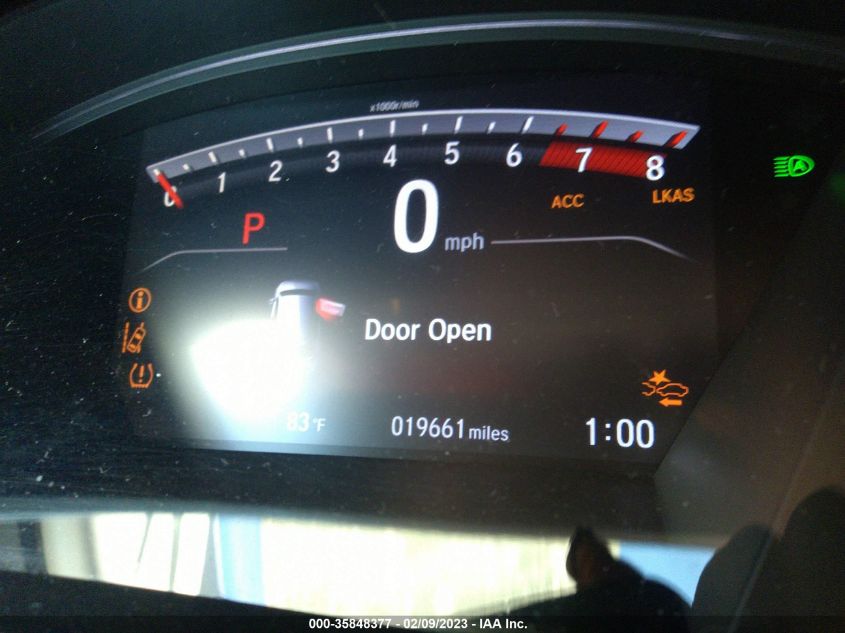 x1000r/min
0 1 2 3 4 5 6 7 8
P 0 mph ACC LKAS
A
Door Open
83°F 019661 miles 1:00
000-35848377 - 02/09/2023 - IAA Inc.